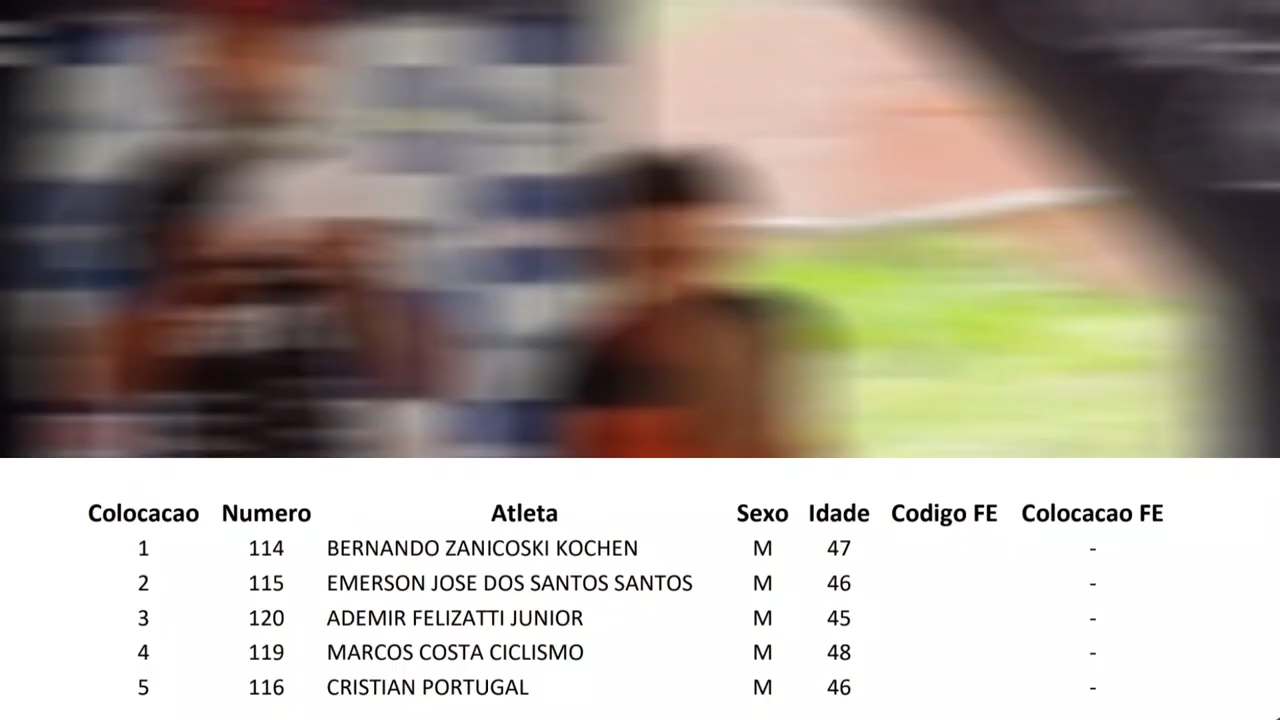 Colocacao Numero Atleta Sexo Idade Codigo FE Colocacao FE
1 114 BERNANDO ZANICOSKI KOCHEN M 47 -
2 115 EMERSON JOSE DOS SANTOS SANTOS M 46 -
3 120 ADEMIR FELIZATTI JUNIOR M 45 -
4 119 MARCOS COSTA CICLISMO M 48 -
5 116 CRISTIAN PORTUGAL M 46 -